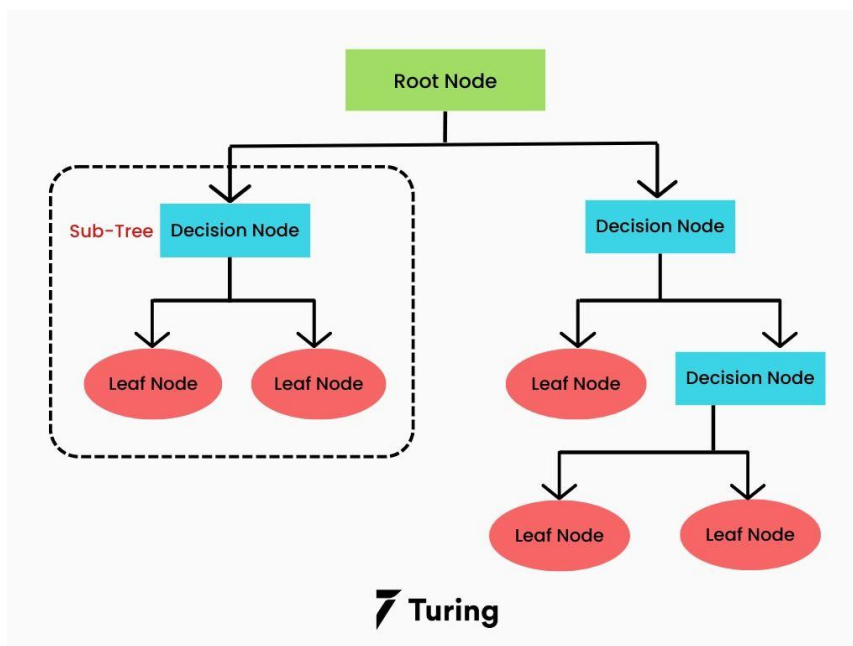 Root Node
Sub-Tree
Decision Node
Decision Node
Leaf Node
Leaf Node
Leaf Node
Decision Node
Leaf Node
Leaf Node
Turing